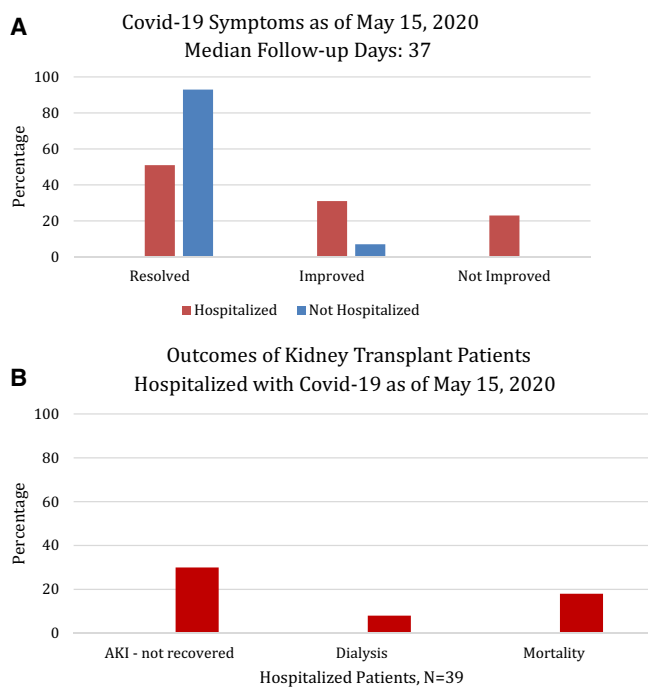 A
Covid-19 Symptoms as of May 15, 2020
Median Follow-up Days: 37
100
80
60
40
20
0
Percentage
Resolved
Improved
Not Improved
Hospitalized
Not Hospitalized
B
Outcomes of Kidney Transplant Patients
Hospitalized with Covid-19 as of May 15, 2020
100
80
60
40
20
0
Percentage
AKI - not recovered
Dialysis
Mortality
Hospitalized Patients, N=39